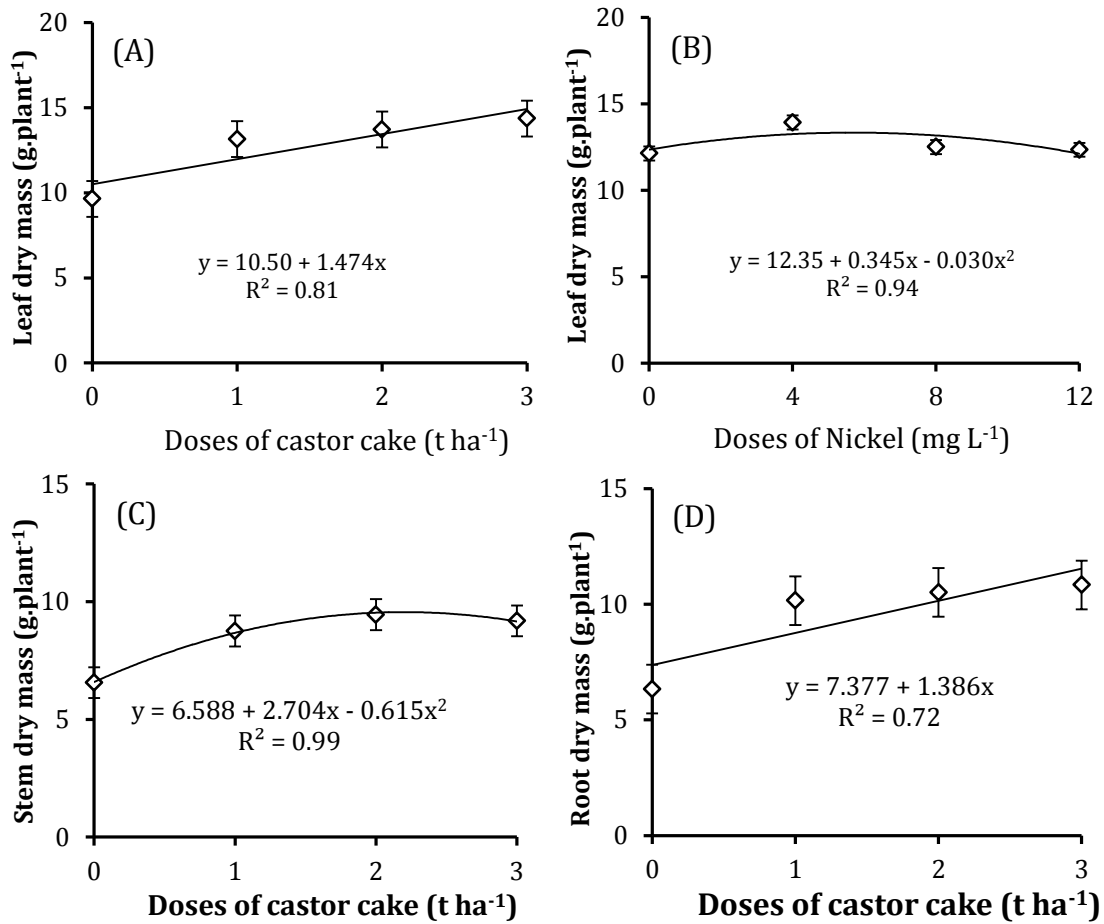 (A)
Leaf dry mass (g.plant⁻¹)
20
15
10
5
0
y = 10.50 + 1.474x
R² = 0.81
0 1 2 3
Doses of castor cake (t ha⁻¹)
(B)
Leaf dry mass (g.plant⁻¹)
20
15
10
5
0
y = 12.35 + 0.345x - 0.030x²
R² = 0.94
0 4 8 12
Doses of Nickel (mg L⁻¹)
(C)
Stem dry mass (g.plant⁻¹)
15
10
5
0
y = 6.588 + 2.704x - 0.615x²
R² = 0.99
0 1 2 3
Doses of castor cake (t ha⁻¹)
(D)
Root dry mass (g.plant¹)
15
10
5
0
y = 7.377 + 1.386x
R² = 0.72
0 1 2 3
Doses of castor cake (t ha⁻¹)